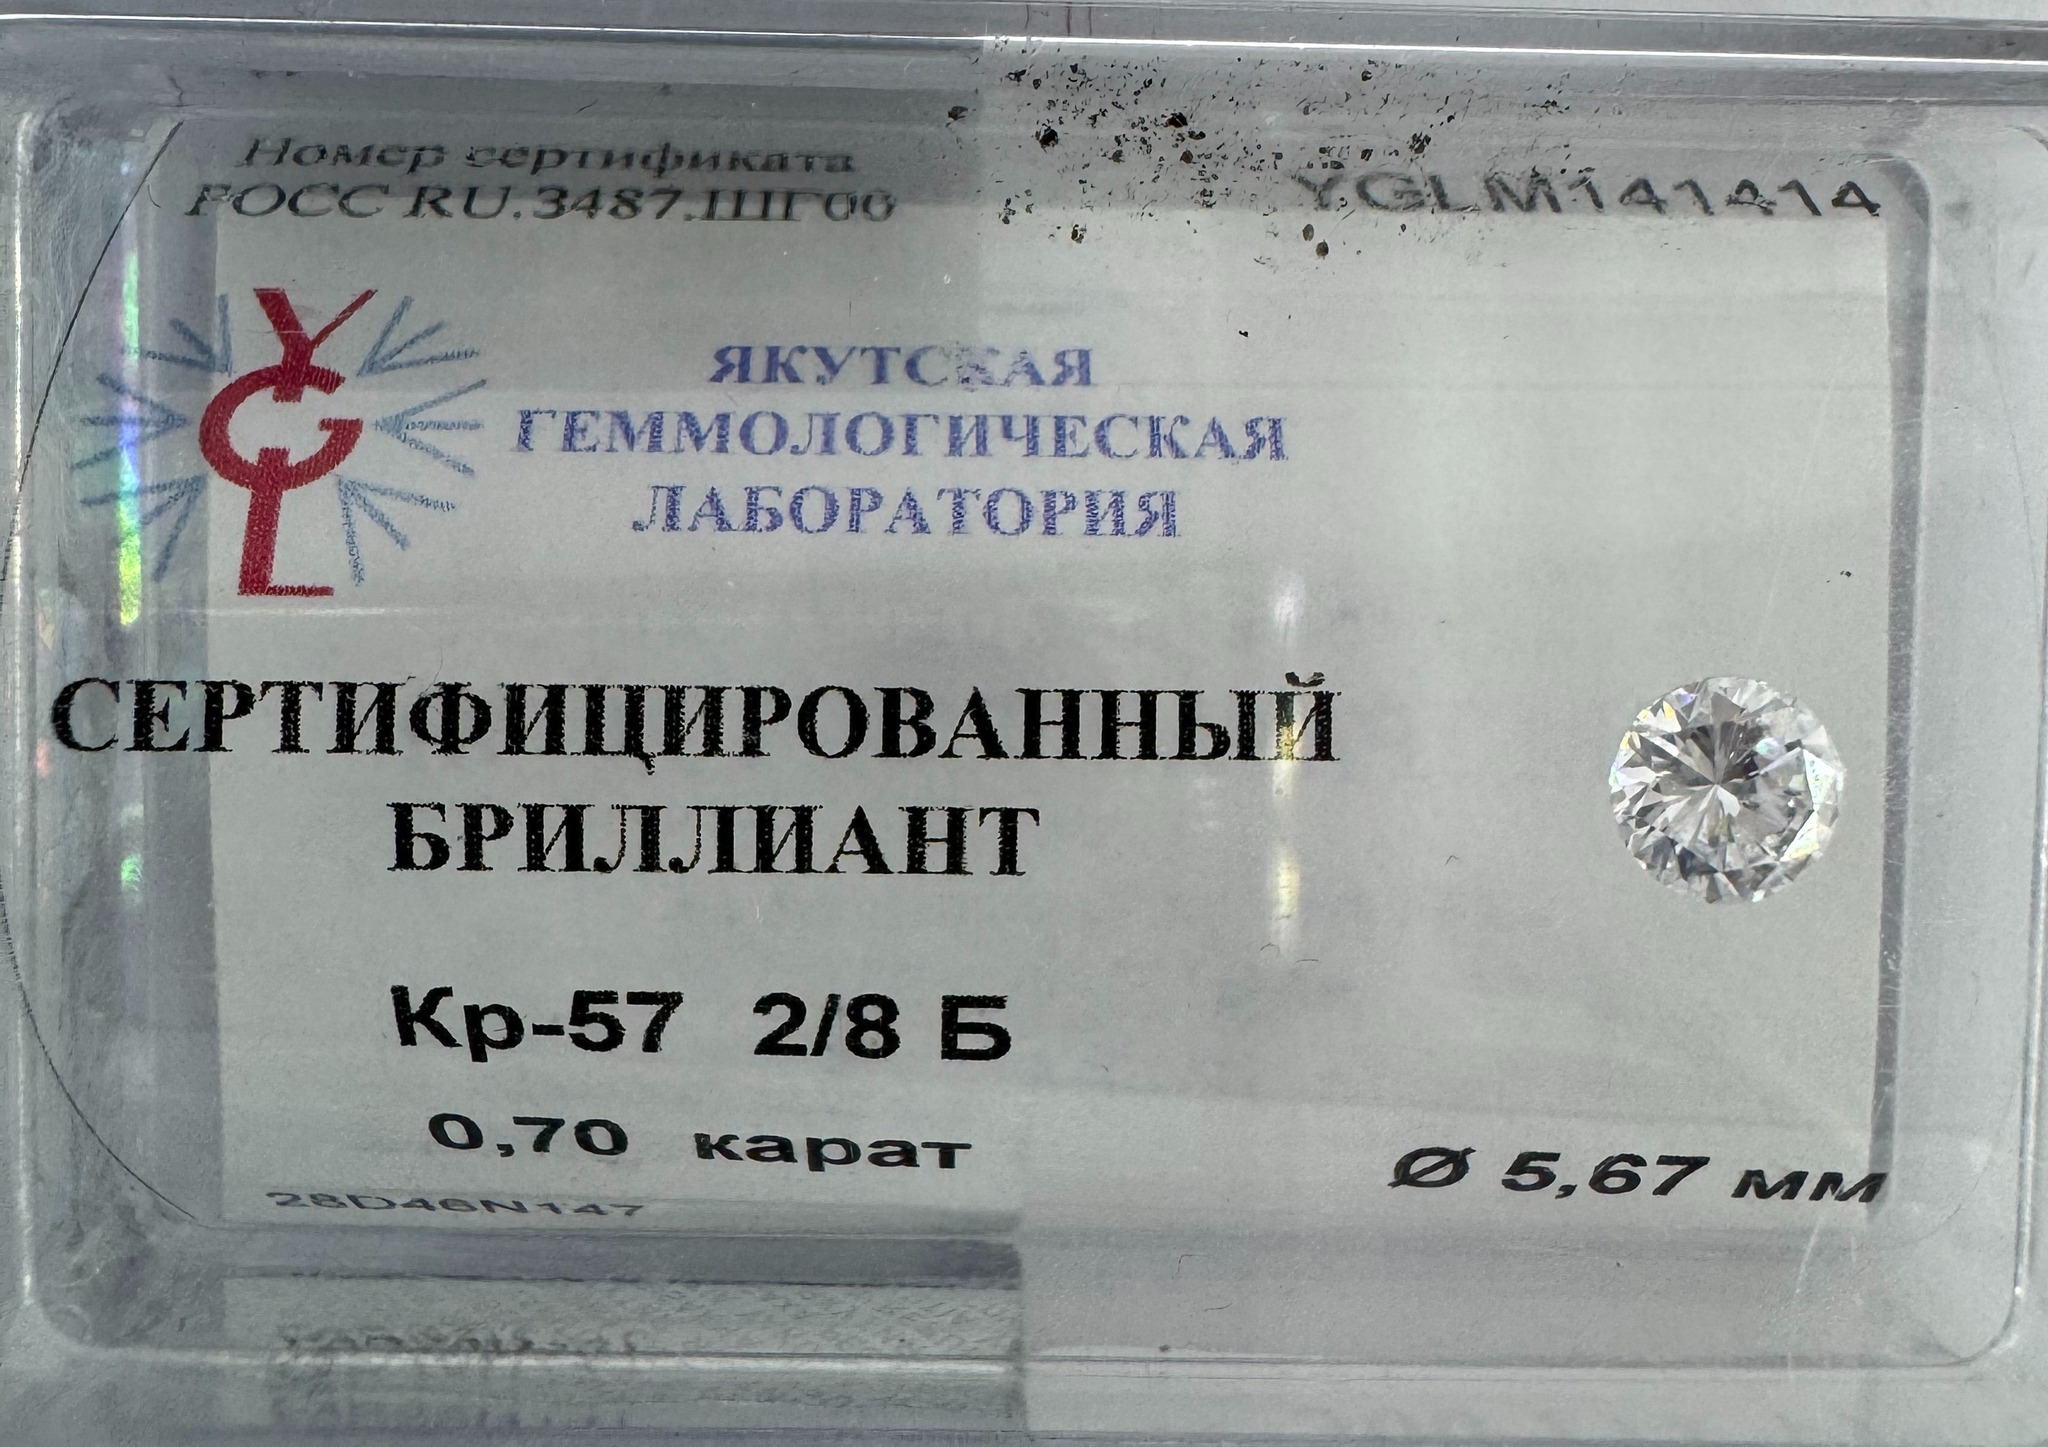 Номер сертификата
РОСС RU.3487.ШГ00
YGLM141414
YGL
ЯКУТСКАЯ
ГЕММОЛОГИЧЕСКАЯ
ЛАБОРАТОРИЯ
СЕРТИФИЦИРОВАННЫЙ
БРИЛЛИАНТ
Кр-57 2/8 Б
0,70 карат
Ø 5,67 мм
28D46N147